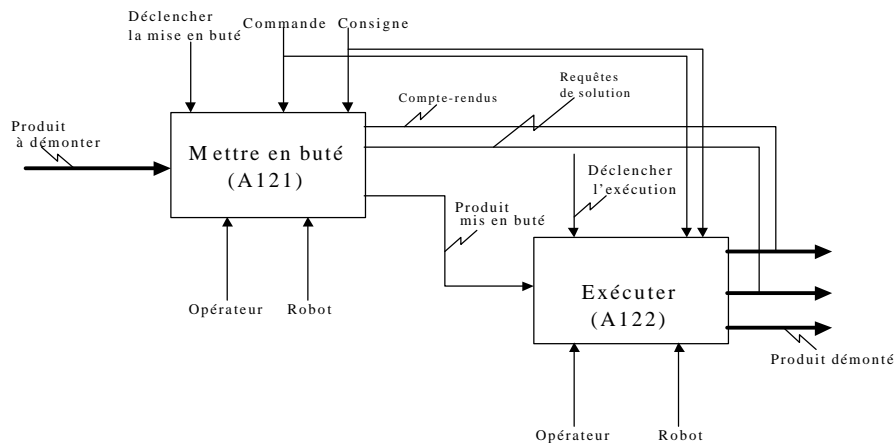 Déclencher
la mise en buté
Commande
Consigne
Requêtes
de solution
Compte-rendus
Produit
à démonter
Mettre en buté
(A121)
Déclencher
l'exécution
Produit
mis en buté
Exécuter
(A122)
Opérateur
Robot
Produit démonté
Opérateur
Robot